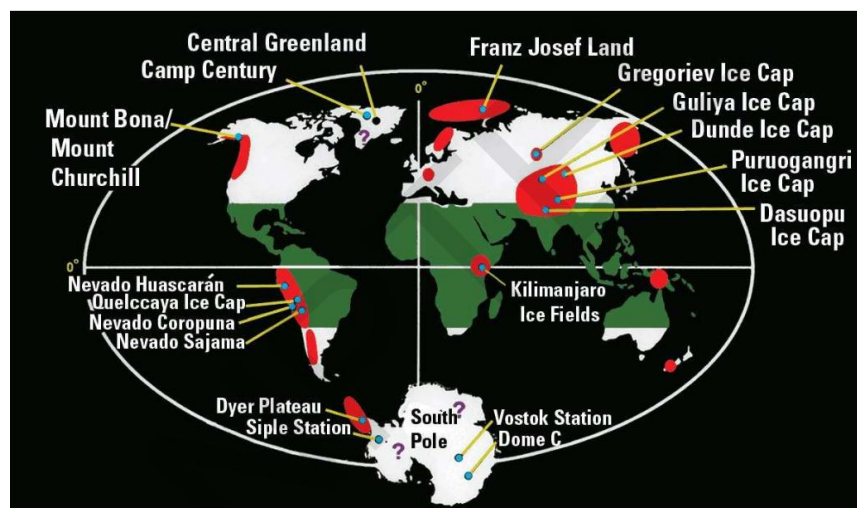 Central Greenland
Camp Century
Franz Josef Land
Gregoriev Ice Cap
Guliya Ice Cap
Dunde Ice Cap
Puruogangri
Ice Cap
Dasuopu
Ice Cap
Mount Bona/
Mount
Churchill
0°
?
0°
Nevado Huascarán
Quelccaya Ice Cap
Nevado Coropuna
Nevado Sajama
Kilimanjaro
Ice Fields
Dyer Plateau
Siple Station
South
Pole
?
?
Vostok Station
Dome C